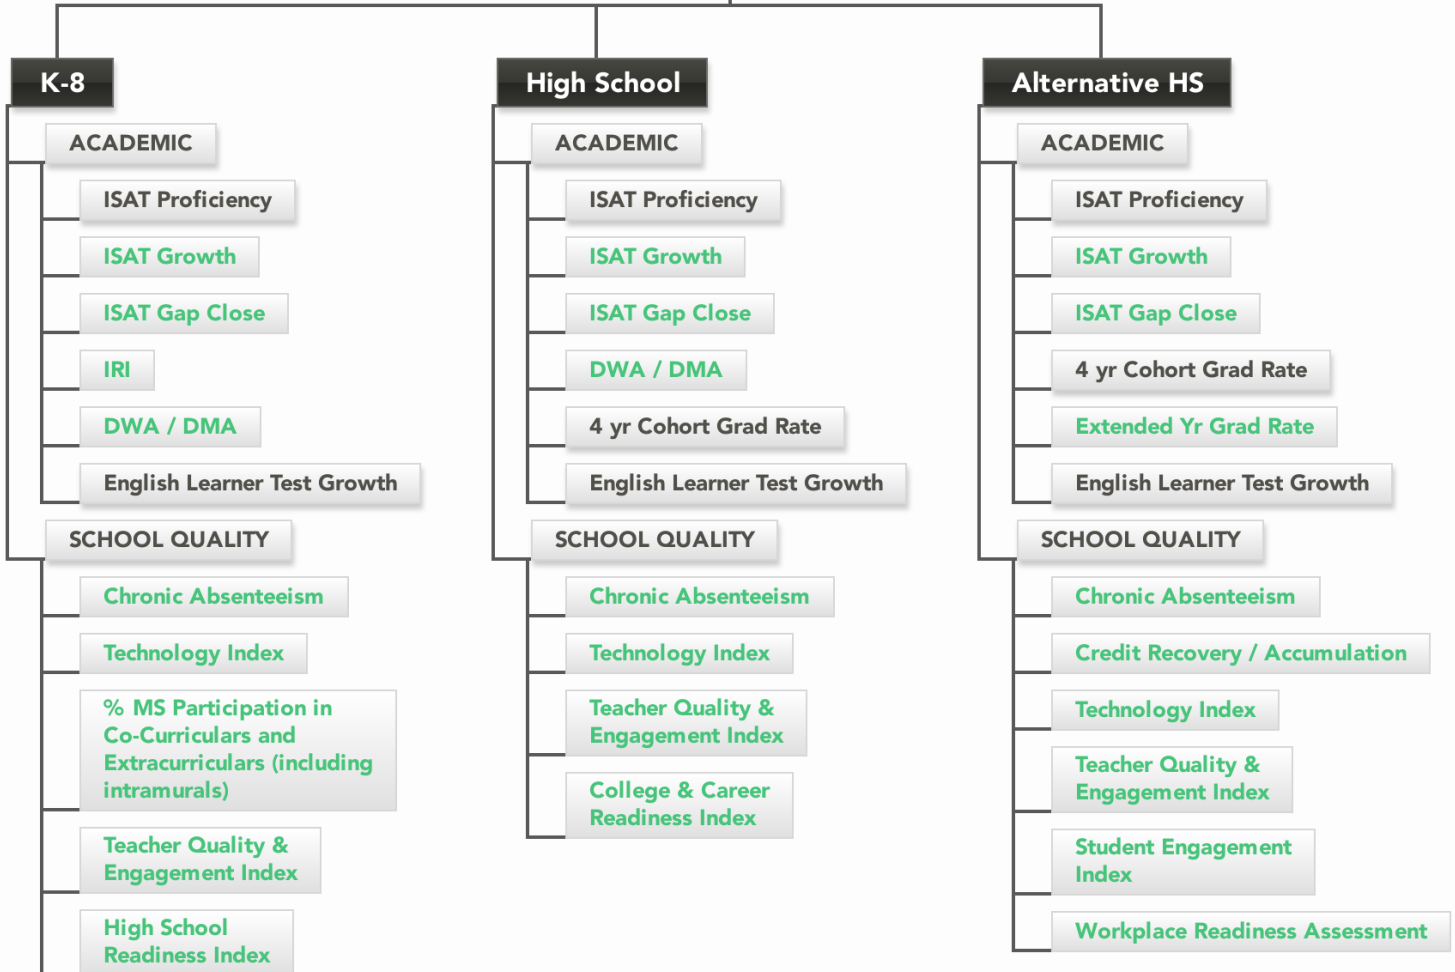 K-8
ACADEMIC
ISAT Proficiency
ISAT Growth
ISAT Gap Close
IRI
DWA / DMA
English Learner Test Growth
SCHOOL QUALITY
Chronic Absenteeism
Technology Index
% MS Participation in
Co-Curriculars and
Extracurriculars (including
intramurals)
Teacher Quality &
Engagement Index
High School
Readiness Index
High School
ACADEMIC
ISAT Proficiency
ISAT Growth
ISAT Gap Close
DWA / DMA
4 yr Cohort Grad Rate
English Learner Test Growth
SCHOOL QUALITY
Chronic Absenteeism
Technology Index
Teacher Quality &
Engagement Index
College & Career
Readiness Index
Alternative HS
ACADEMIC
ISAT Proficiency
ISAT Growth
ISAT Gap Close
4 yr Cohort Grad Rate
Extended Yr Grad Rate
English Learner Test Growth
SCHOOL QUALITY
Chronic Absenteeism
Credit Recovery / Accumulation
Technology Index
Teacher Quality &
Engagement Index
Student Engagement
Index
Workplace Readiness Assessment